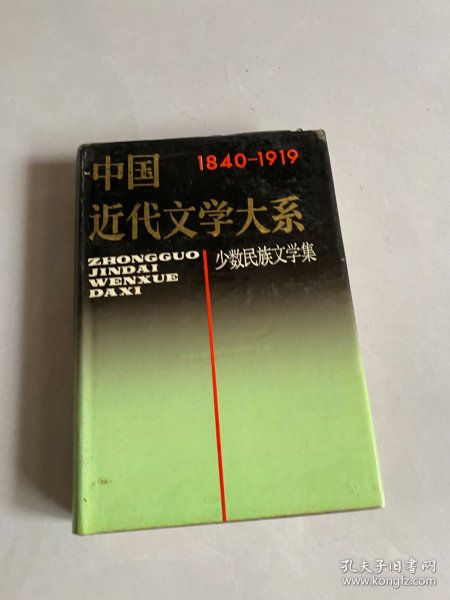 1840-1919
中国
近代文学大系
ZHONGGUO
JINDAI
WENXUE
DAXI
少数民族文学集
孔夫子旧书网
www.kongfz.com